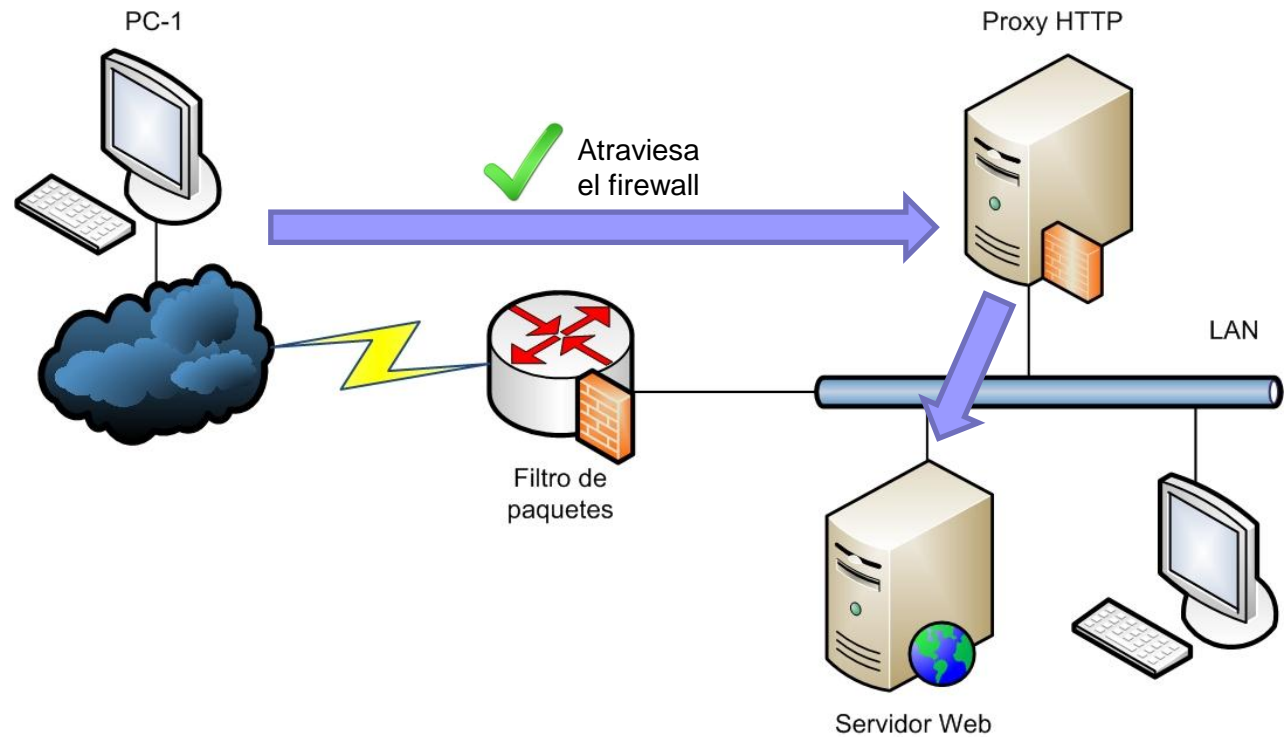 PC-1
Proxy HTTP
Atraviesa
el firewall
LAN
Filtro de
paquetes
Servidor Web